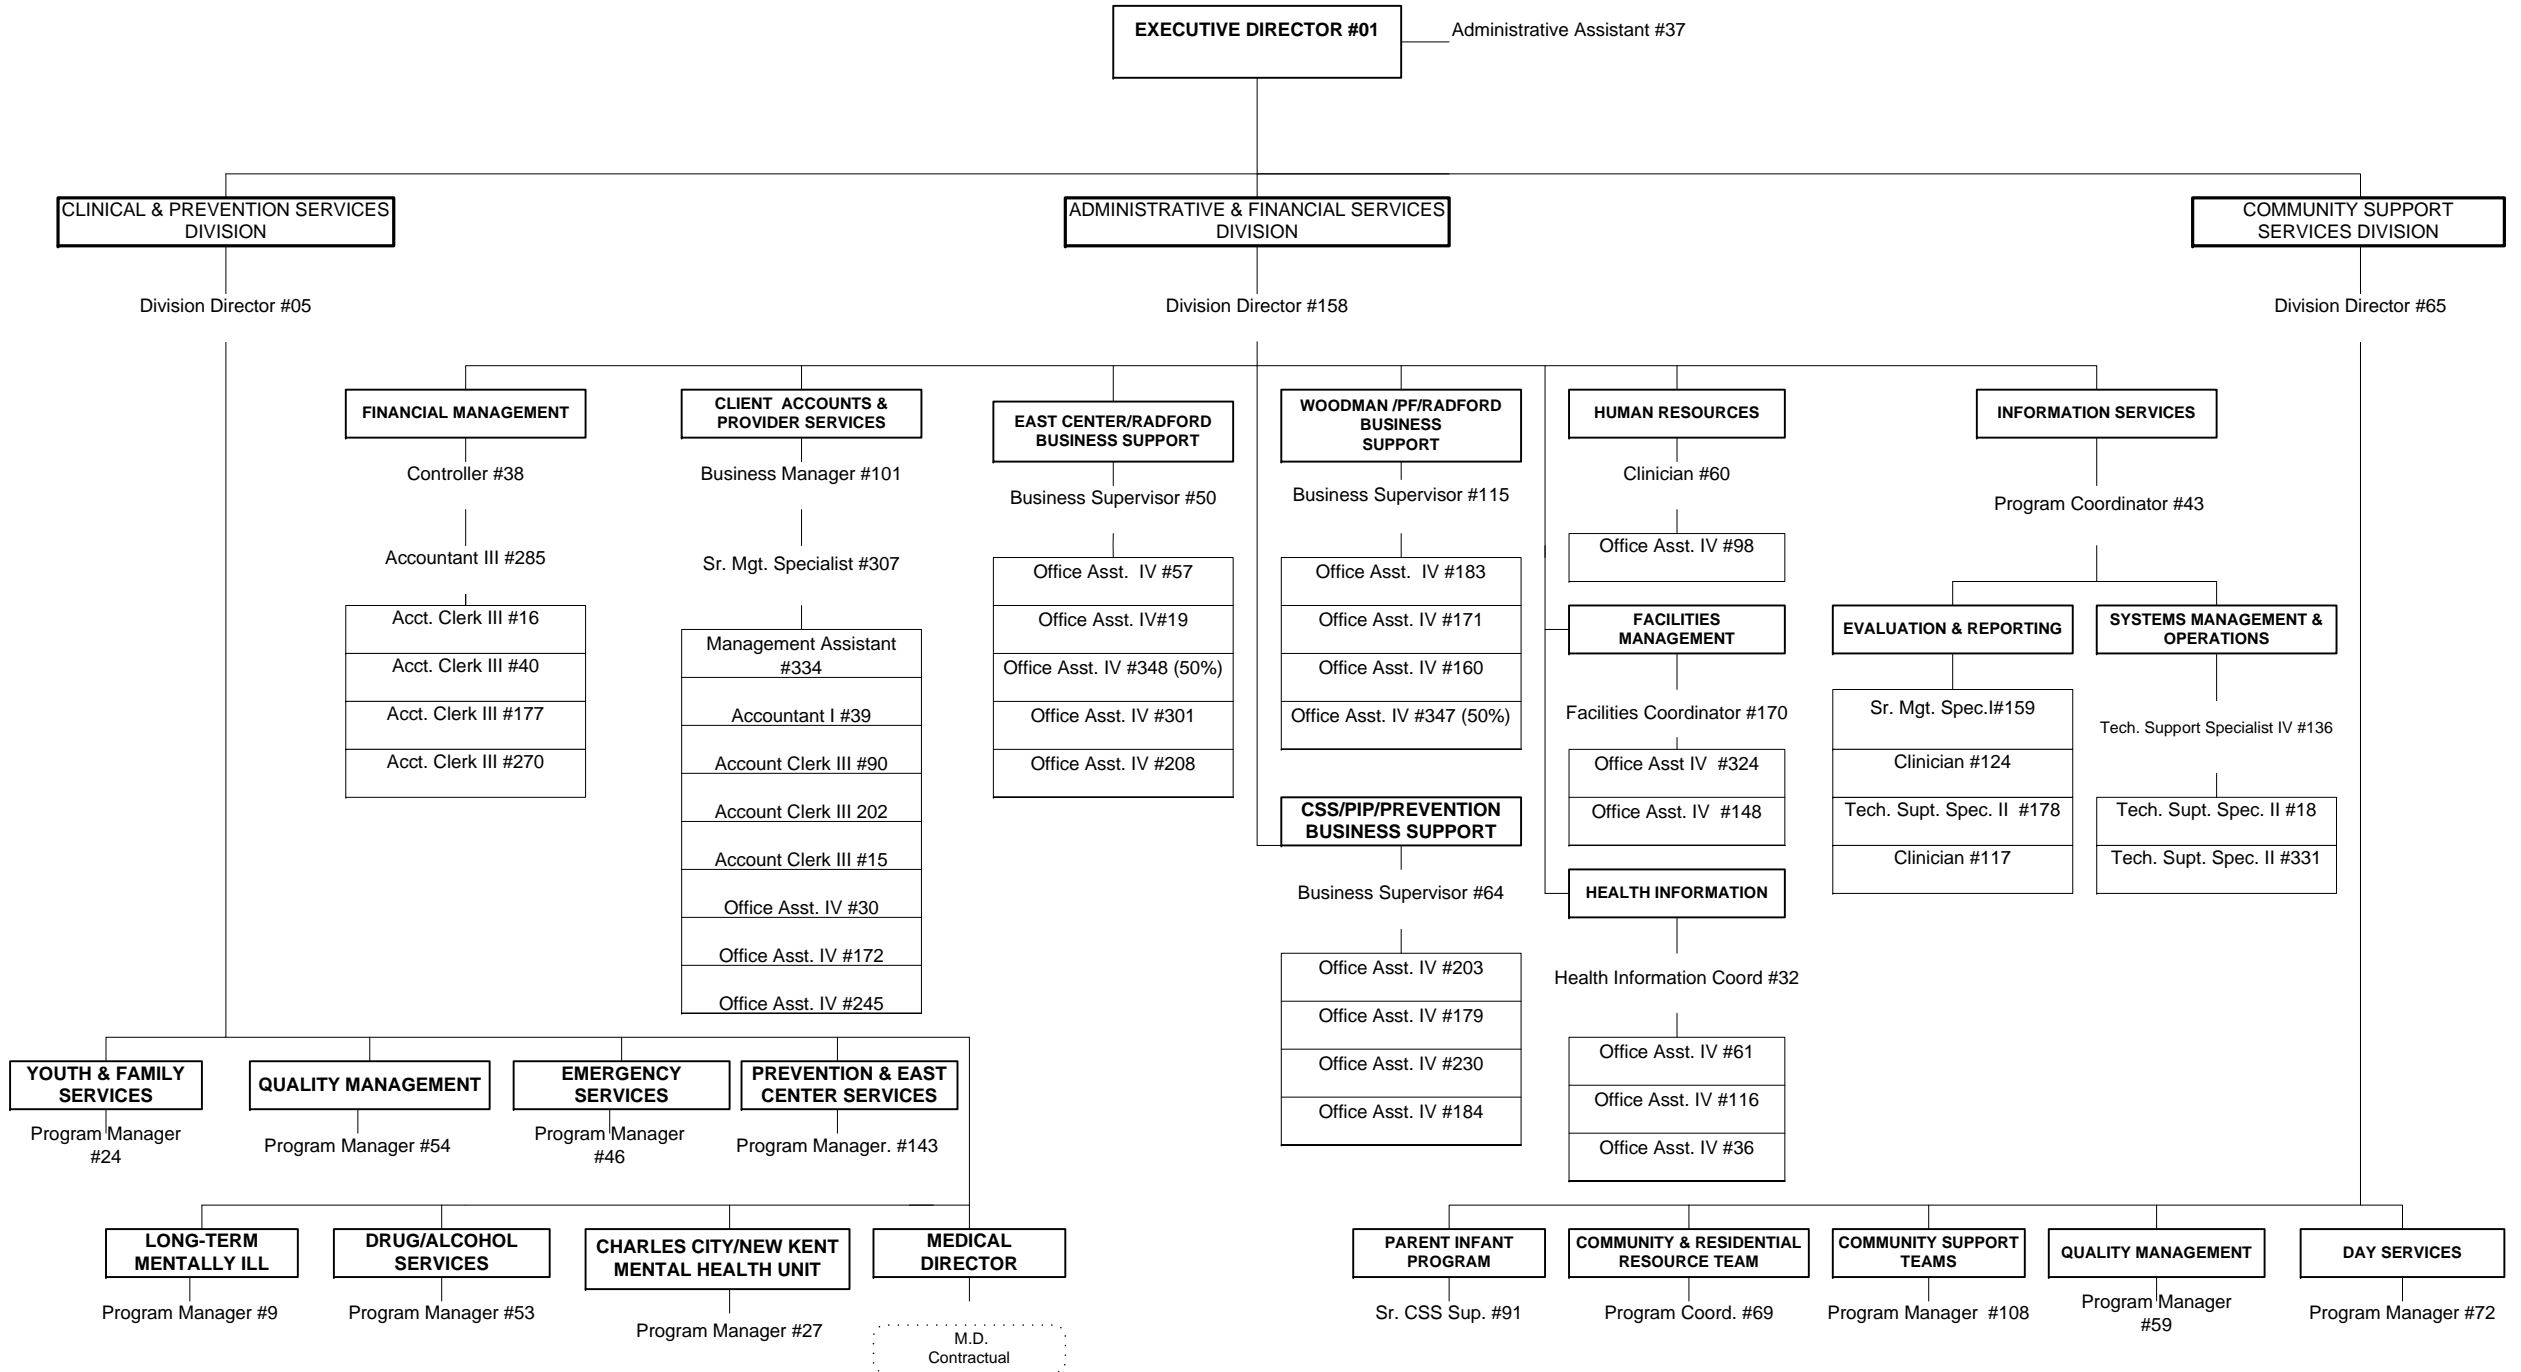 EXECUTIVE DIRECTOR #01
Administrative Assistant #37
CLINICAL & PREVENTION SERVICES
DIVISION
ADMINISTRATIVE & FINANCIAL SERVICES
DIVISION
COMMUNITY SUPPORT
SERVICES DIVISION
Division Director #05
Division Director #158
Division Director #65
FINANCIAL MANAGEMENT
Controller #38
Accountant III #285
Acct. Clerk III #16
Acct. Clerk III #40
Acct. Clerk III #177
Acct. Clerk III #270
CLIENT  ACCOUNTS &
PROVIDER SERVICES
Business Manager #101
Sr. Mgt. Specialist #307
Management Assistant
#334
Accountant I #39
Account Clerk III #90
Account Clerk III 202
Account Clerk III #15
Office Asst. IV #30
Office Asst. IV #172
Office Asst. IV #245
EAST CENTER/RADFORD
BUSINESS SUPPORT
Business Supervisor #50
Office Asst.  IV #57
Office Asst. IV#19
Office Asst. IV #348 (50%)
Office Asst. IV #301
Office Asst. IV #208
WOODMAN /PF/RADFORD
BUSINESS
SUPPORT
Business Supervisor #115
Office Asst.  IV #183
Office Asst. IV #171
Office Asst. IV #160
Office Asst. IV #347 (50%)
CSS/PIP/PREVENTION
BUSINESS SUPPORT
Business Supervisor #64
Office Asst. IV #203
Office Asst. IV #179
Office Asst. IV #230
Office Asst. IV #184
HUMAN RESOURCES
Clinician #60
Office Asst. IV #98
FACILITIES
MANAGEMENT
Facilities Coordinator #170
Office Asst IV  #324
Office Asst. IV  #148
HEALTH INFORMATION
Health Information Coord #32
Office Asst. IV #61
Office Asst. IV #116
Office Asst. IV #36
INFORMATION SERVICES
Program Coordinator #43
EVALUATION & REPORTING
Sr. Mgt. Spec.I#159
Clinician #124
Tech. Supt. Spec. II  #178
Clinician #117
SYSTEMS MANAGEMENT &
OPERATIONS
Tech. Support Specialist IV #136
Tech. Supt. Spec. II #18
Tech. Supt. Spec. II #331
YOUTH & FAMILY
SERVICES
Program Manager
#24
QUALITY MANAGEMENT
Program Manager #54
EMERGENCY
SERVICES
Program Manager
#46
PREVENTION & EAST
CENTER SERVICES
Program Manager. #143
LONG-TERM
MENTALLY ILL
Program Manager #9
DRUG/ALCOHOL
SERVICES
Program Manager #53
CHARLES CITY/NEW KENT
MENTAL HEALTH UNIT
Program Manager #27
MEDICAL
DIRECTOR
M.D.
Contractual
PARENT INFANT
PROGRAM
Sr. CSS Sup. #91
COMMUNITY & RESIDENTIAL
RESOURCE TEAM
Program Coord. #69
COMMUNITY SUPPORT
TEAMS
Program Manager  #108
QUALITY MANAGEMENT
Program Manager
#59
DAY SERVICES
Program Manager #72